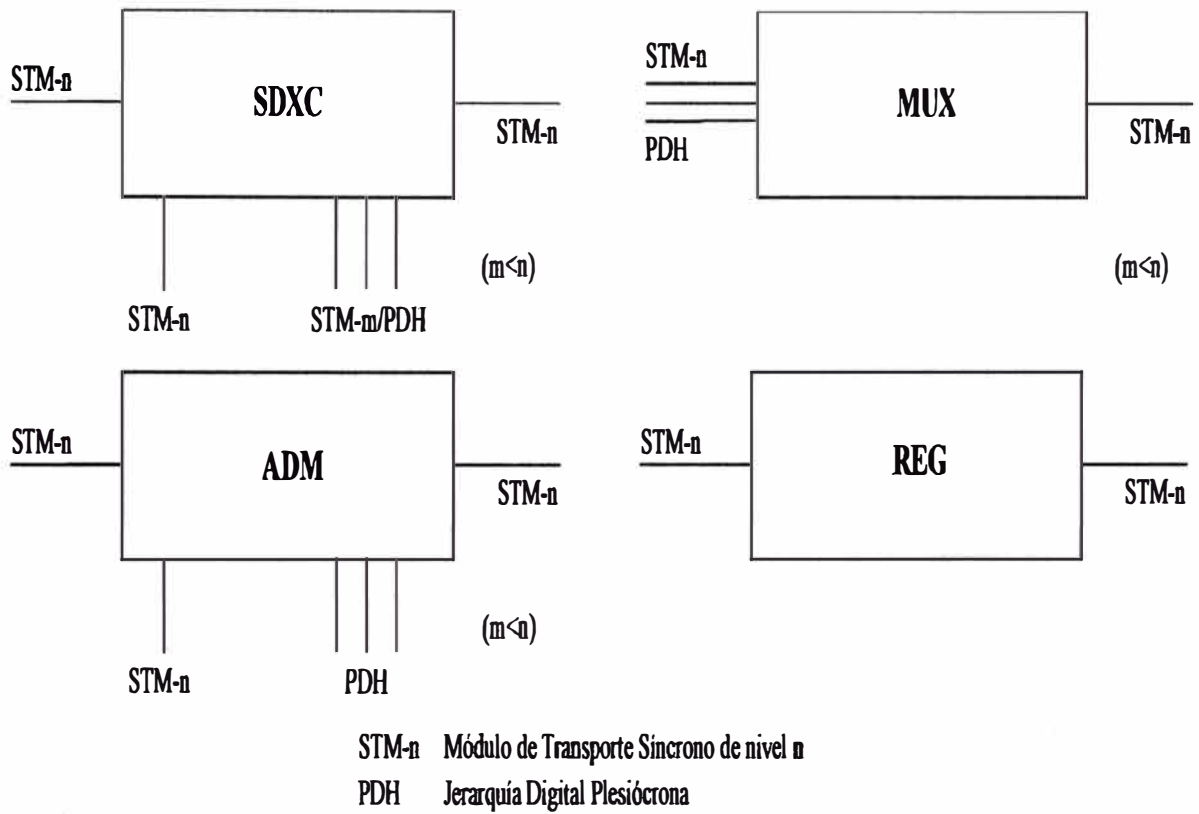 STM-n
SDXC
STM-n
STM-n
STM-m/PDH
(m<n)
STM-n
PDH
MUX
STM-n
(m<n)
STM-n
ADM
STM-n
STM-n
PDH
(m<n)
STM-n
REG
STM-n
STM-n Módulo de Transporte Síncrono de nivel n
PDH Jerarquía Digital Plesiócrona